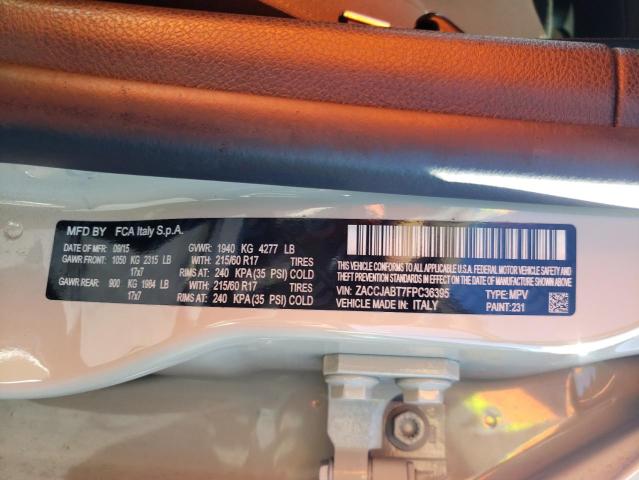 MFD BY FCA Italy S.p.A.
DATE OF MFR: 09/15 GVWR: 1940 KG 4277 LB
GAWR FRONT: 1050 KG 2315 LB WITH: 215/60 R17 TIRES
17x7 RIMS AT: 240 KPA(35 PSI) COLD
GAWR REAR: 900 KG 1984 LB WITH: 215/60 R17 TIRES
17x7 RIMS AT: 240 KPA(35 PSI) COLD
THIS VEHICLE CONFORMS TO ALL APPLICABLE U.S.A. FEDERAL MOTOR VEHICLE SAFETY AND
THEFT PREVENTION STANDARDS IN EFFECT ON THE DATE OF MANUFACTURE SHOWN ABOVE
VIN: ZACCJABT7FPC36395 TYPE: MPV
VEHICLE MADE IN: ITALY PAINT: 231